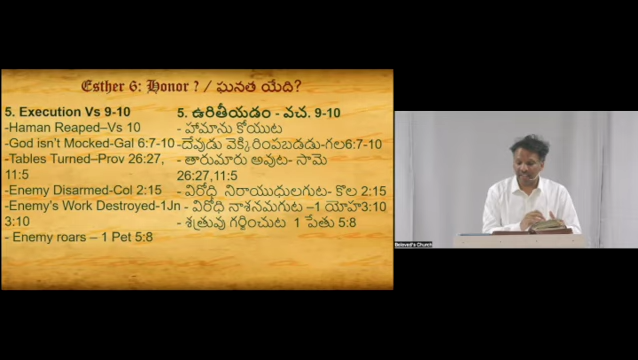 Esther 6: Honor ? / ఘనత యేది?
5. Execution Vs 9-10
-Haman Reaped–Vs 10
-God isn't Mocked-Gal 6:7-10
-Tables Turned–Prov 26:27,
11:5
-Enemy Disarmed-Col 2:15
-Enemy's Work Destroyed-1Jn
3:10
- Enemy roars – 1 Pet 5:8
5. ఉరితీయడం - వచ. 9-10
- హామాను కోయుట
-దేవుడు వెక్కిరింపబడడు-గల6:7-10
- తారుమారు అవుట- సామె
26:27,11:5
- విరోధి నిరాయుధులగుట- కొల 2:15
- విరోధి నాశనమగుట –1 యోహ3:10
- శత్రువు గర్జించుట 1 పేతు 5:8
Beloved's Church